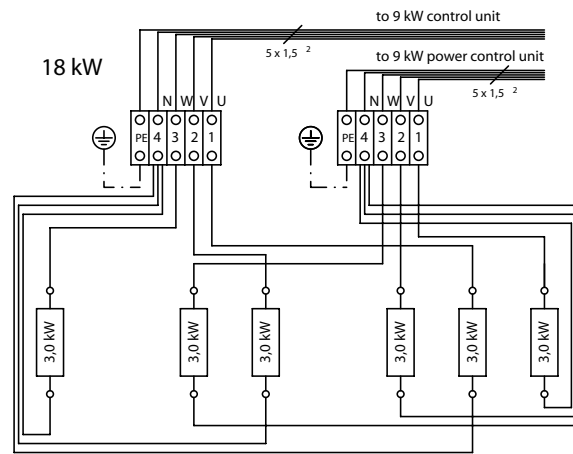 to 9 kW control unit
5 x 1,5 2
to 9 kW power control unit
5 x 1,5 2
18 kW
N W V U
N W V U
PE 4 3 2 1
PE 4 3 2 1
3,0 kW
3,0 kW
3,0 kW
3,0 kW
3,0 kW
3,0 kW